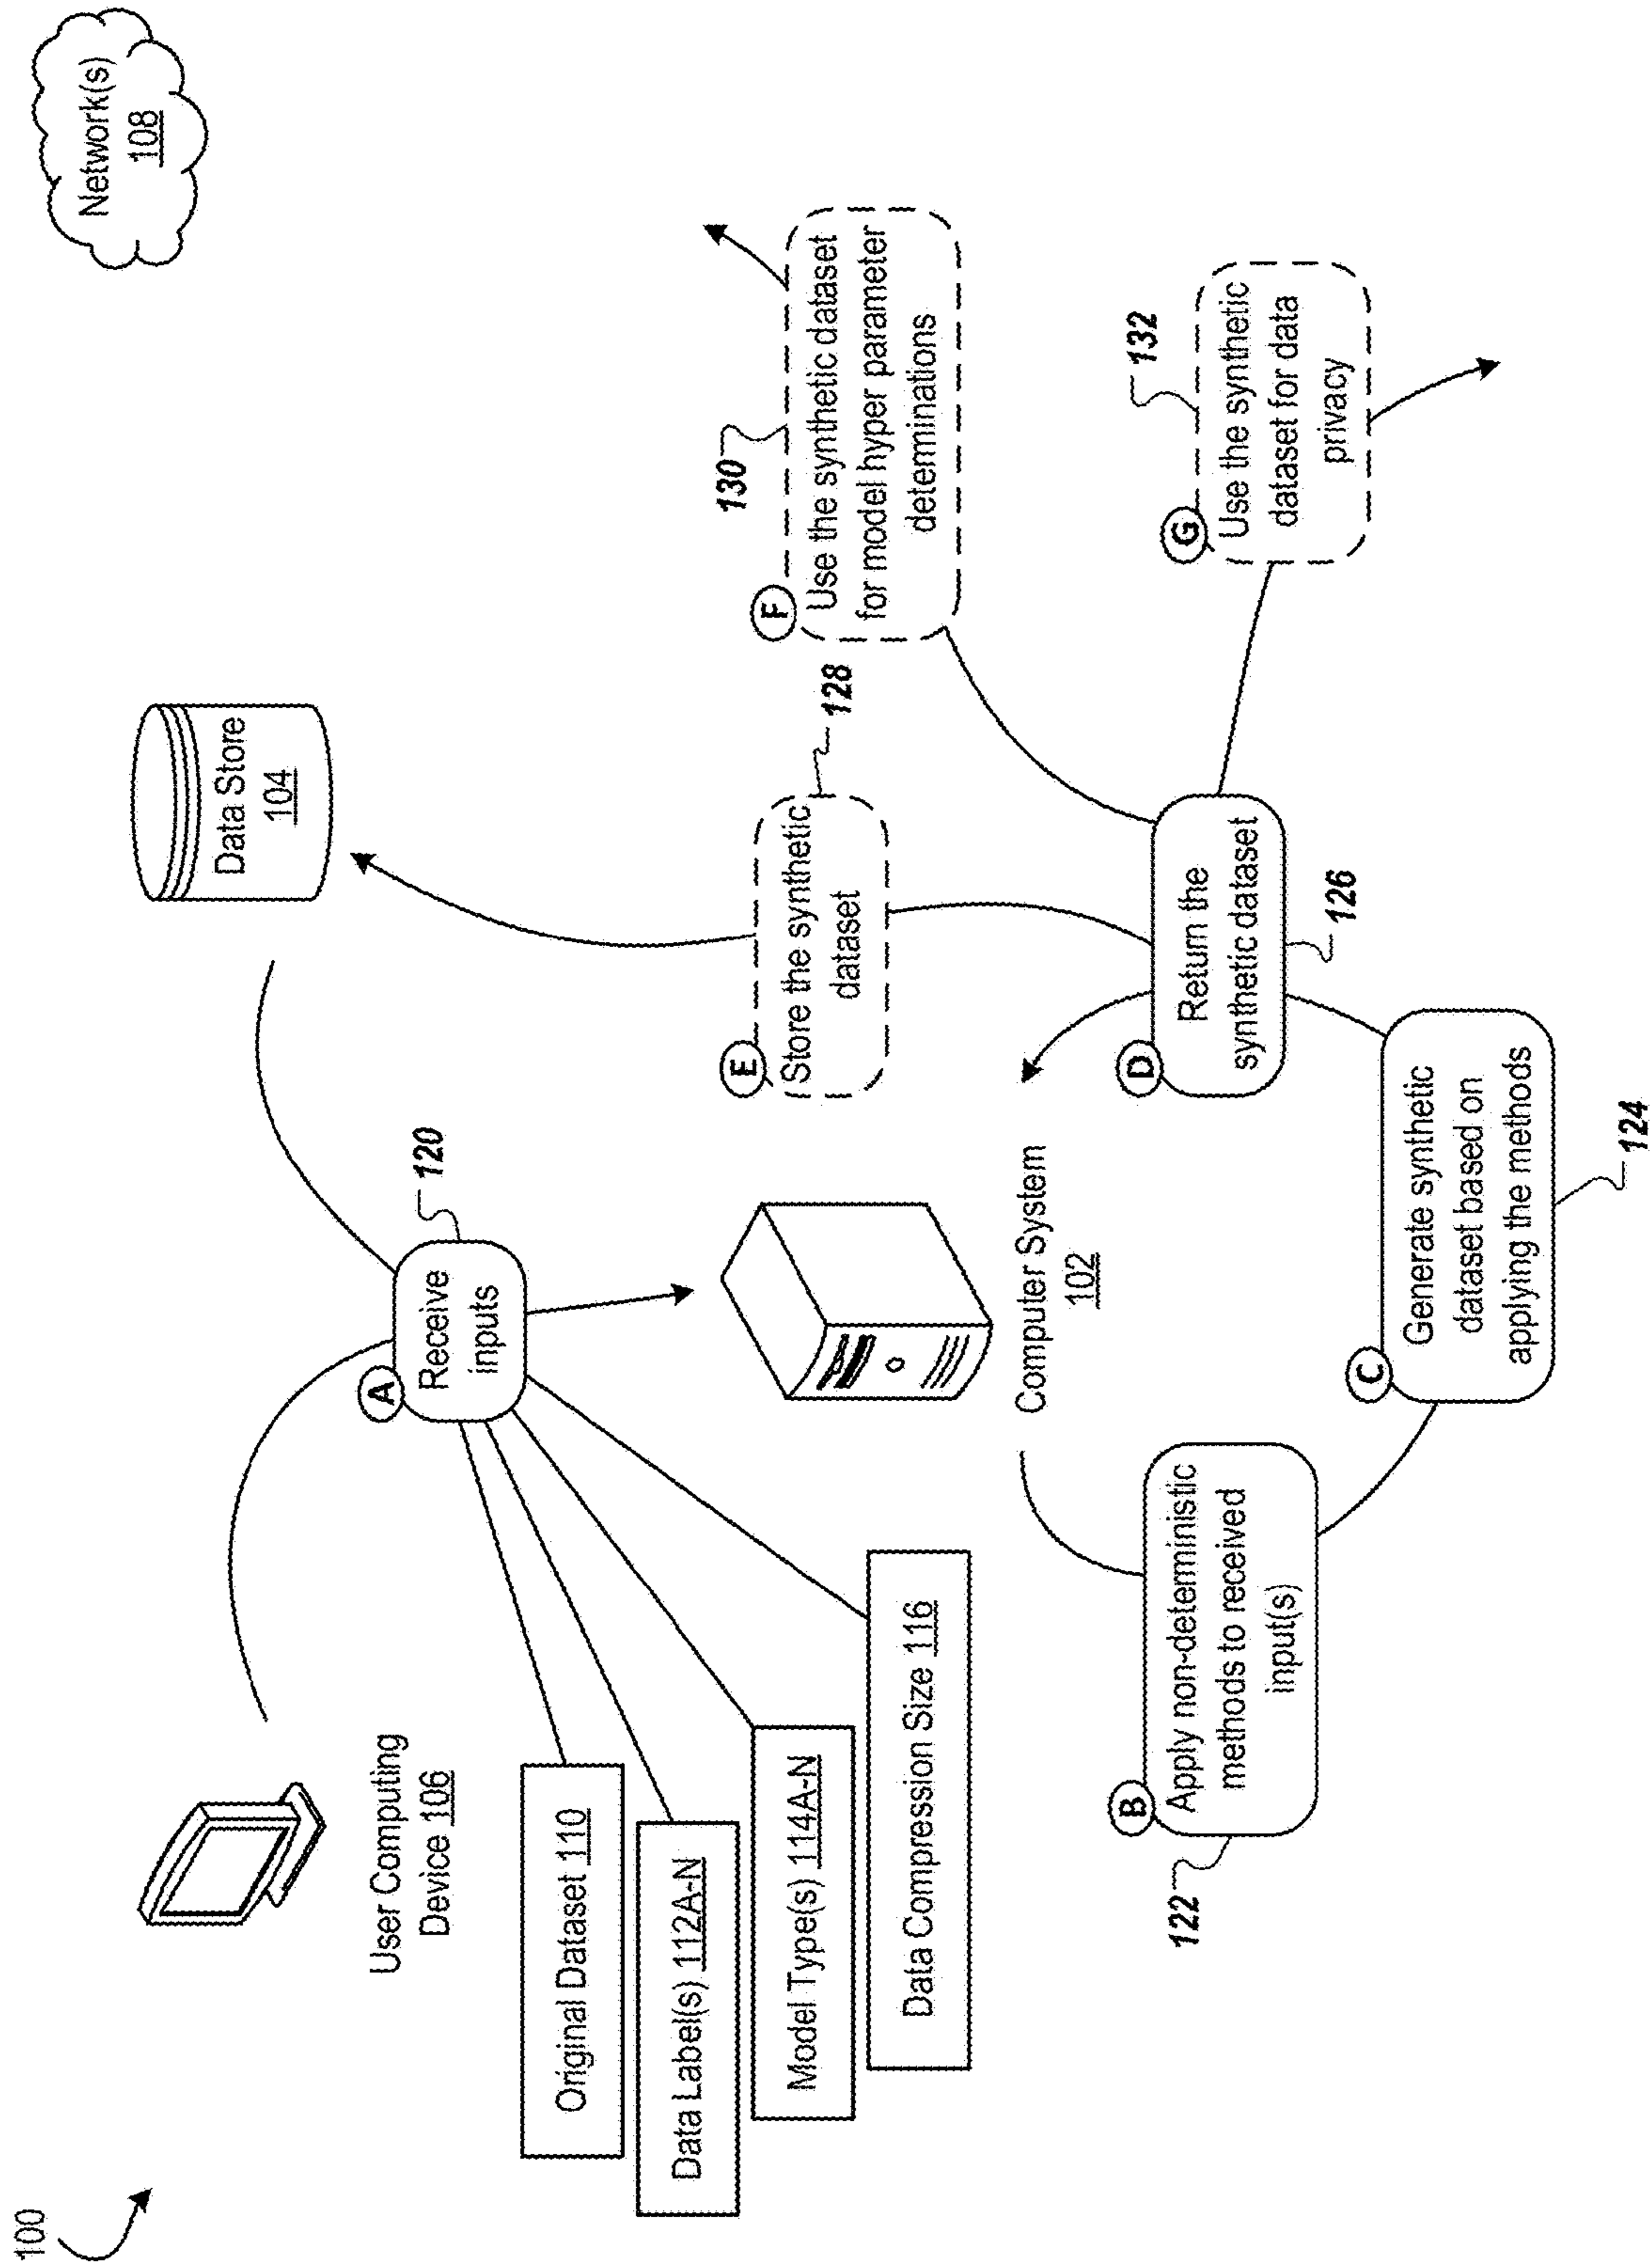 100
Network(s)
108
User Computing
Device 106
Data Store
104
A
Receive
inputs
120
Original Dataset 110
Data Label(s) 112A-N
Model Type(s) 114A-N
Data Compression Size 116
Computer System
102
B
Apply non-deterministic
methods to received
input(s)
122
C
Generate synthetic
dataset based on
applying the methods
124
D
Return the
synthetic dataset
126
E
Store the synthetic
dataset
128
F
Use the synthetic dataset
for model hyper parameter
determinations
130
G
Use the synthetic
dataset for data
privacy
132